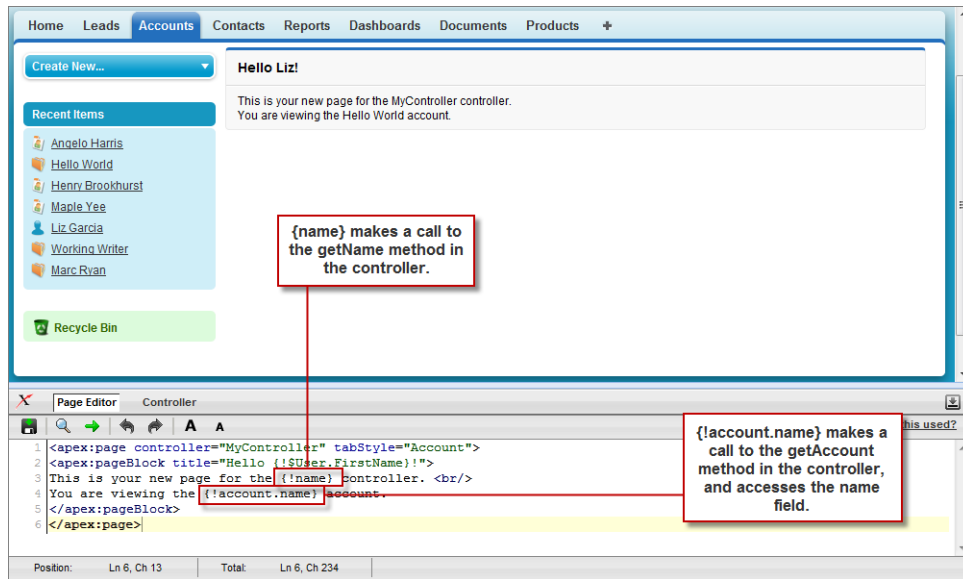 Home Leads Accounts Contacts Reports Dashboards Documents Products +
Create New...
Recent Items
Angelo Harris
Hello World
Henry Brookhurst
Maple Yee
Liz Garcia
Working Writer
Marc Ryan
Recycle Bin
Hello Liz!
This is your new page for the MyController controller.
You are viewing the Hello World account.
{name} makes a call to
the getName method in
the controller.
Page Editor Controller
A A
his used?
1 <apex:page controller="MyController" tabStyle="Account">
2 <apex:pageBlock title="Hello {!$User.FirstName}!">
3 This is your new page for the {!name} controller. <br/>
4 You are viewing the {!account.name} account.
5 </apex:pageBlock>
6 </apex:page>
{!account.name} makes a
call to the getAccount
method in the controller,
and accesses the name
field.
Position: Ln 6, Ch 13 Total: Ln 6, Ch 234